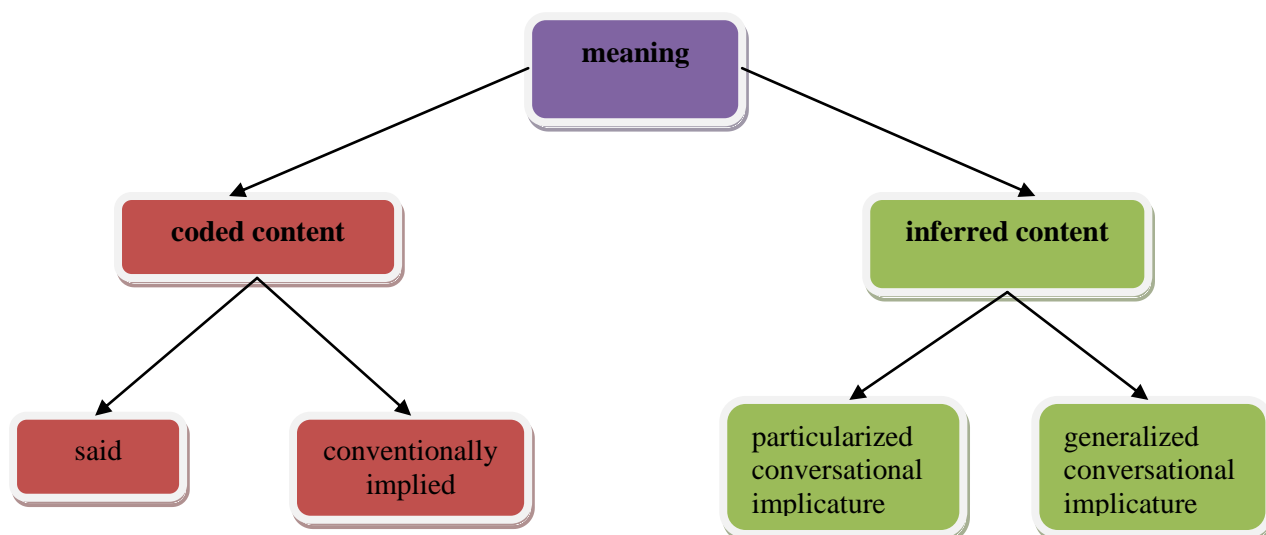 meaning
coded content
inferred content
said
conventionally
implied
particularized
conversational
implicature
generalized
conversational
implicature